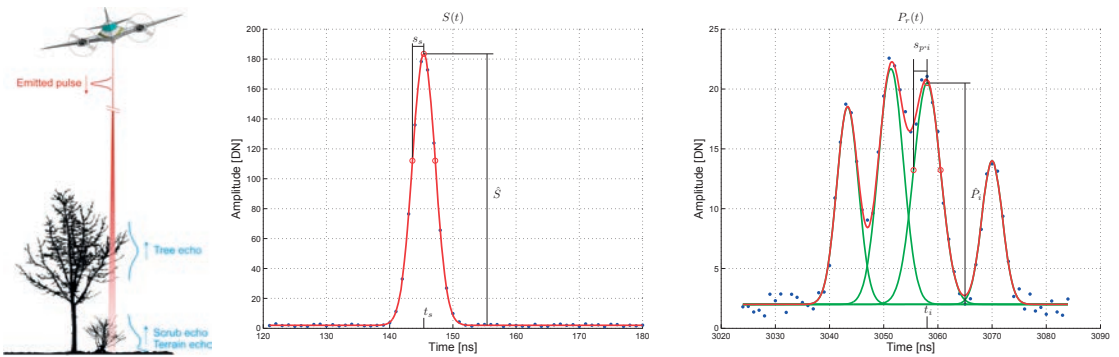 Emitted pulse
Tree echo
Scrub echo
Terrain echo
S(t)
Amplitude [DN]
200
180
160
140
120
100
80
60
40
20
0
s_s
Ŝ
t_s
121 130 140 150 160 170 180
Time [ns]
P_r(t)
Amplitude [DN]
25
20
15
10
5
0
s_{p·i}
P̂_i
t_i
3020 3030 3040 3050 3060 3070 3080 3090
Time [ns]